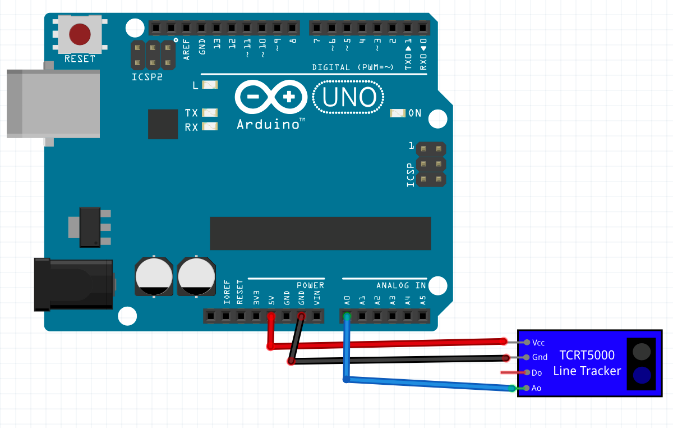 RESET
ICSP2
AREF
GND
13
12
~11
~10
~9
8
7
~6
~5
4
~3
2
TXD▶1
RXD◀0
DIGITAL (PWM=~)
L
TX
RX
UNO
Arduino™
ON
1
ICSP
POWER
ANALOG IN
IOREF
RESET
3V3
5V
GND
GND
VIN
A0
A1
A2
A3
A4
A5
Vcc
Gnd
Do
Ao
TCRT5000
Line Tracker